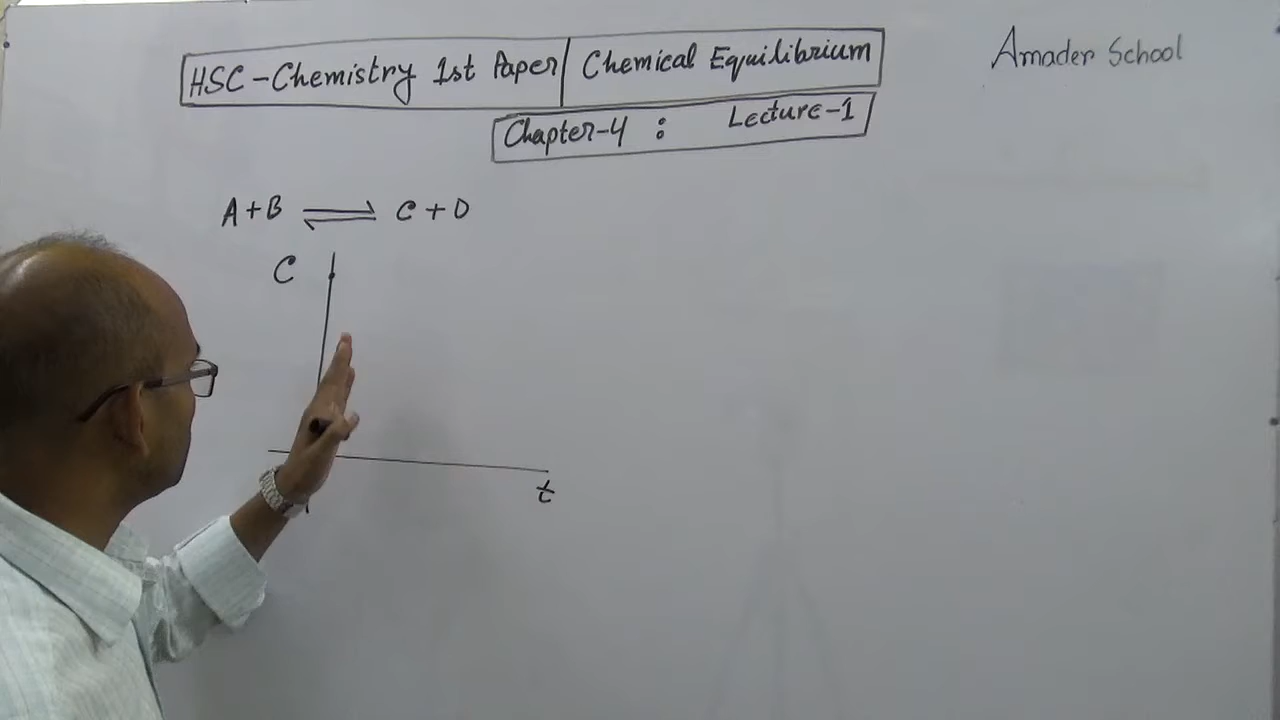 HSC-Chemistry 1st Paper | Chemical Equilibrium
Amader School
Chapter-4 : Lecture-1
A+B ⇌ C+D
C
t